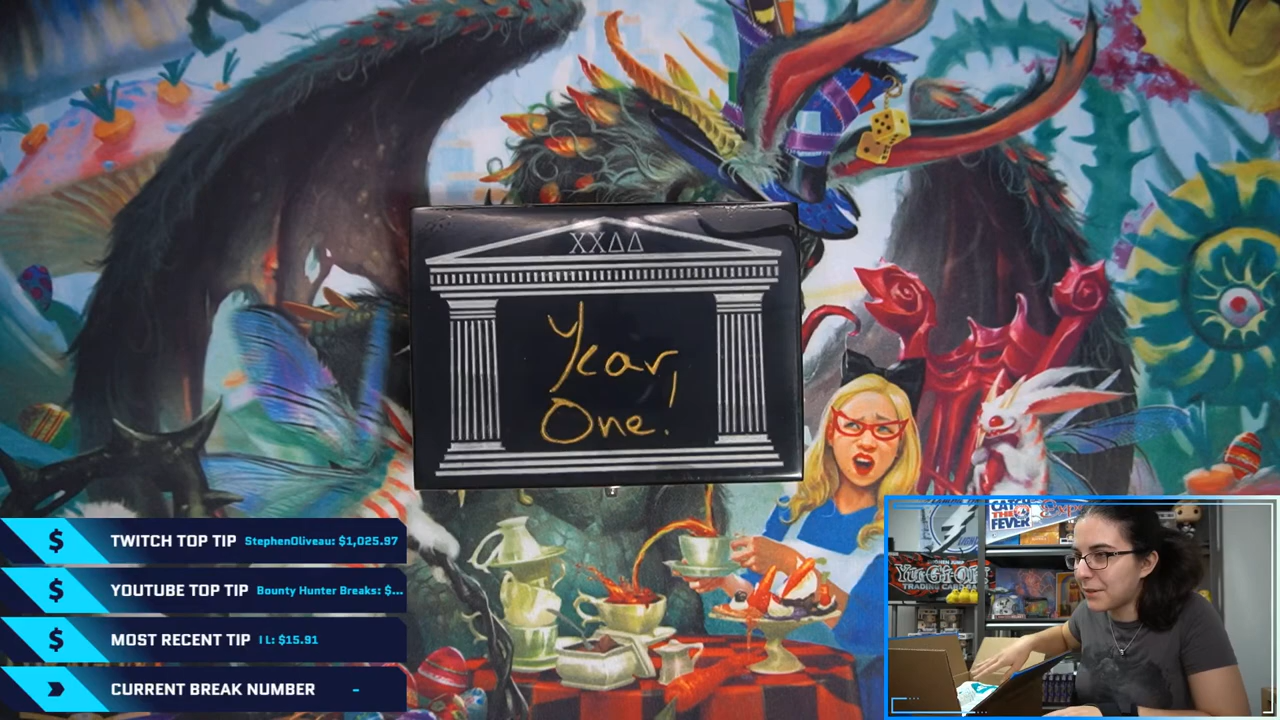 XXΔΔ
Year,
One!
TWITCH TOP TIP StephenOliveau: $1,025.97
YOUTUBE TOP TIP Bounty Hunter Breaks: $...
MOST RECENT TIP I L: $15.91
CURRENT BREAK NUMBER -
CATCH
THE
FEVER
Yu-Gi-Oh!
TRADING CARD